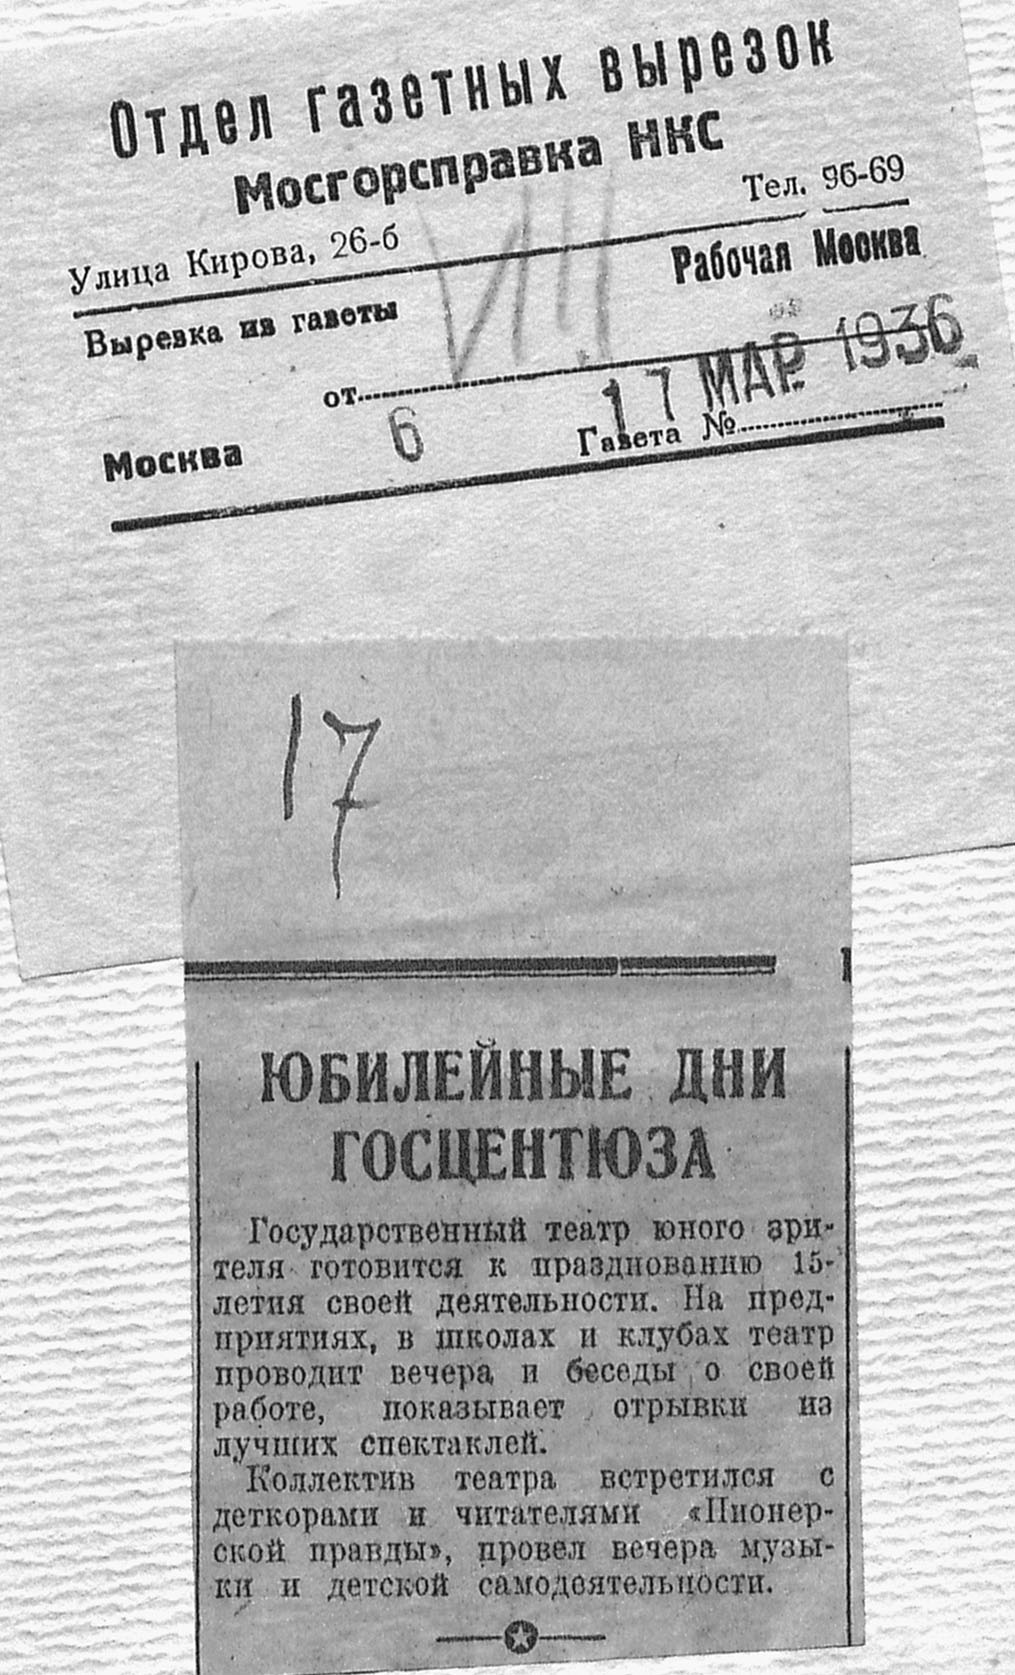 Отдел газетных вырезок
Мосгорсправка НКС
Улица Кирова, 26-б Тел. 96-69
Вырезка из газеты Рабочая Москва
от 17 МАР. 1936
Москва 6 Газета №
17
ЮБИЛЕЙНЫЕ ДНИ
ГОСЦЕНТЮЗА
Государственный театр юного зри-
теля готовится к празднованию 15-
летия своей деятельности. На пред-
приятиях, в школах и клубах театр
проводит вечера и беседы о своей
работе, показывает отрывки из
лучших спектаклей.
Коллектив театра встретился с
деткорами и читателями «Пионер-
ской правды», провел вечера музы-
ки и детской самодеятельности.